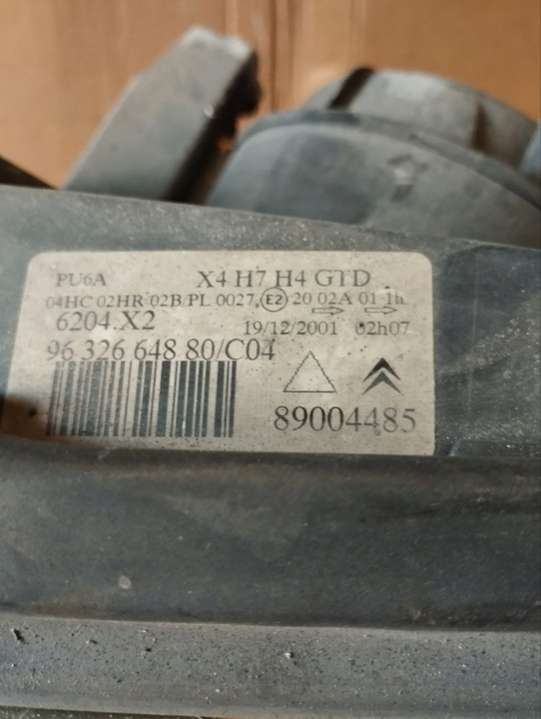 PU6A X4 H7 H4 GTD
04HC 02HR 02B PL 0027 E2 20 02A 01 1h
6204.X2 19/12/2001 02h07
96 326 648 80/C04
89004485